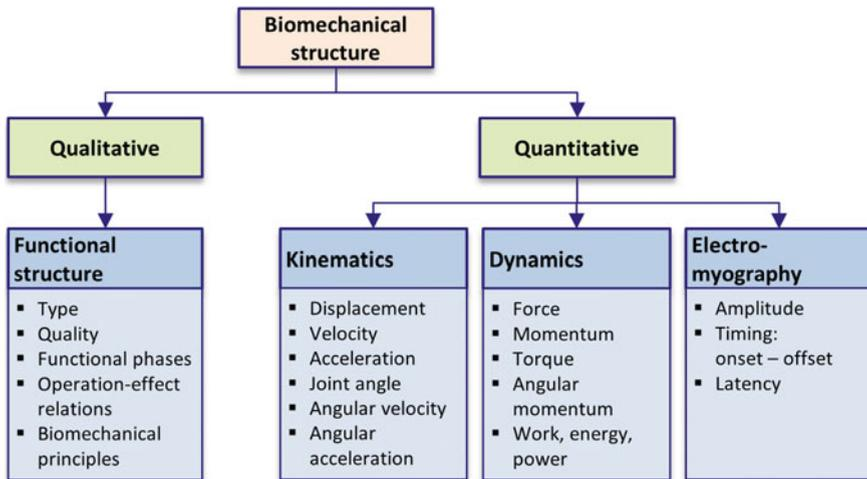 Biomechanical
structure
Qualitative
Quantitative
Functional
structure
▪ Type
▪ Quality
▪ Functional phases
▪ Operation-effect
relations
▪ Biomechanical
principles
Kinematics
▪ Displacement
▪ Velocity
▪ Acceleration
▪ Joint angle
▪ Angular velocity
▪ Angular
acceleration
Dynamics
▪ Force
▪ Momentum
▪ Torque
▪ Angular
momentum
▪ Work, energy,
power
Electro-
myography
▪ Amplitude
▪ Timing:
onset – offset
▪ Latency